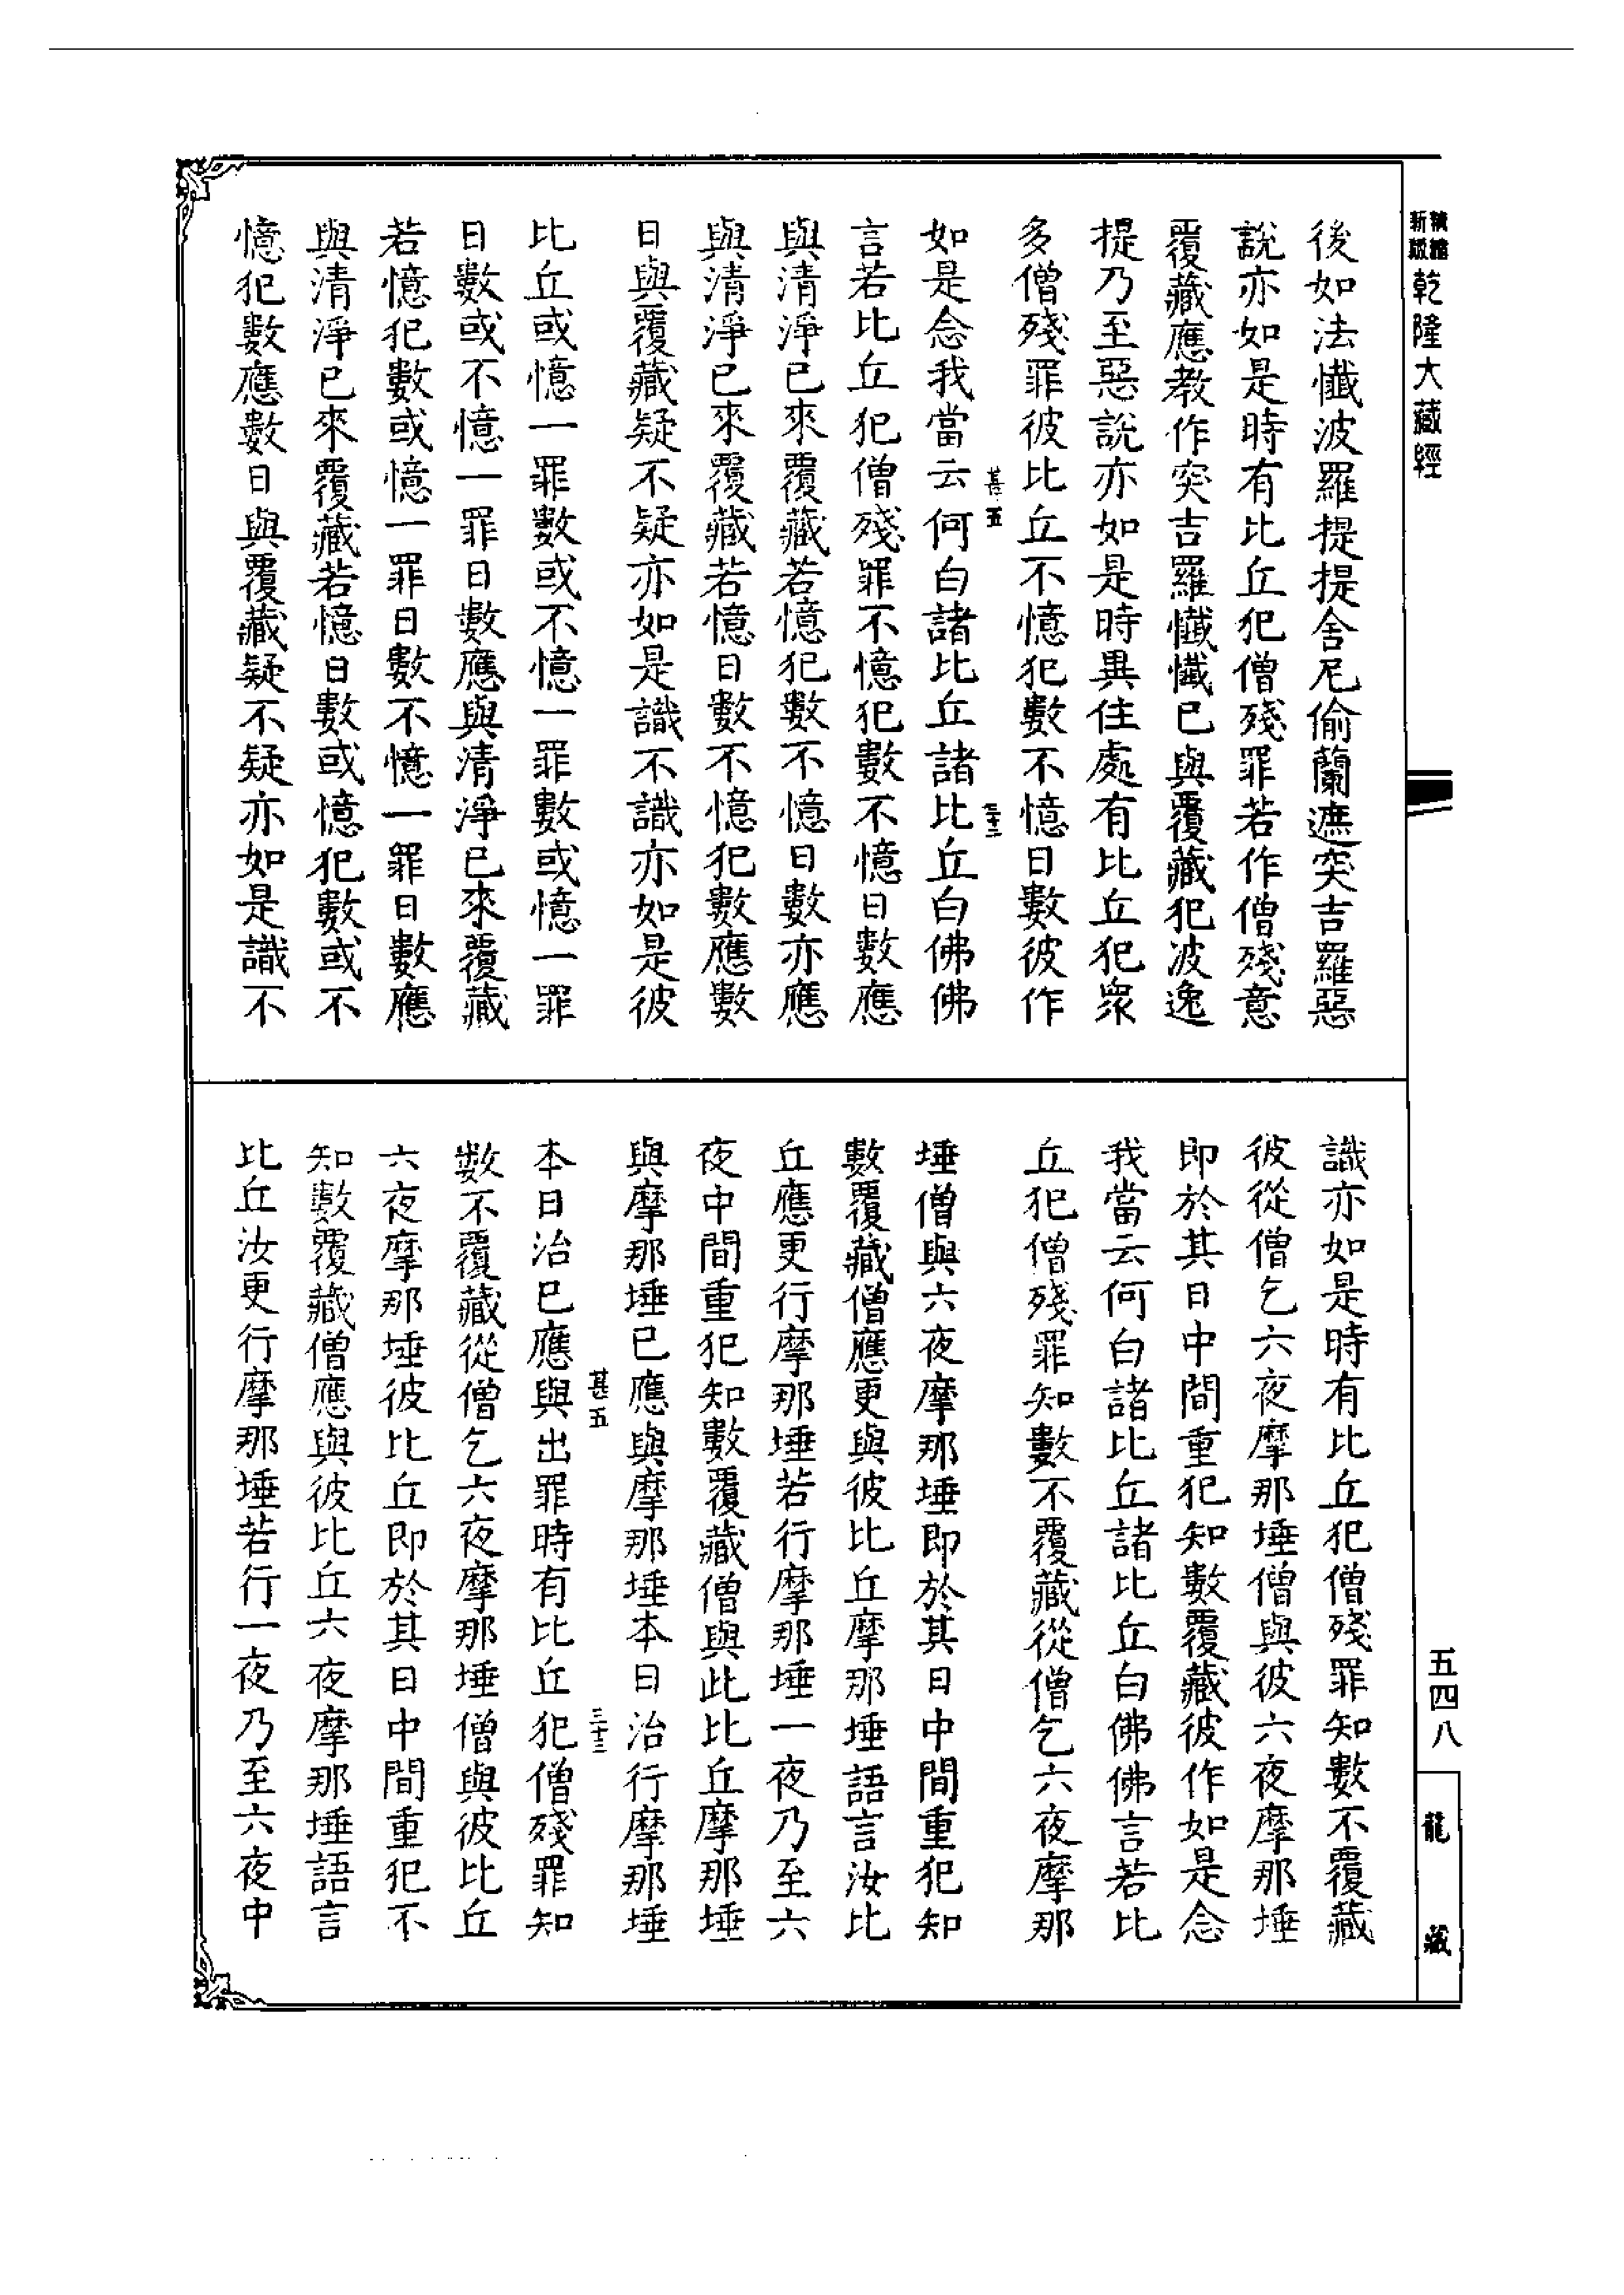 新縮
版編
乾隆大藏經
後如法懺波羅提提舍尼偷蘭遮突吉羅惡
說亦如是時有比丘犯僧殘罪若作僧殘意
覆藏應教作突吉羅懺懺已與覆藏犯波逸
提乃至惡說亦如是時異住處有比丘犯眾
多僧殘罪彼比丘不憶犯數不憶日數彼作
甚五
三十二
如是念我當云何白諸比丘諸比丘白佛佛
言若比丘犯僧殘罪不憶犯數不憶日數應
與清淨已來覆藏若憶犯數不憶日數亦應
與清淨已來覆藏若憶日數不憶犯數應數
日與覆藏疑不疑亦如是識不識亦如是彼
比丘或憶一罪數或不憶一罪數或憶一罪
日數或不憶一罪日數應與清淨已來覆藏
若憶犯數或憶一罪日數不憶一罪日數應
與清淨已來覆藏若憶日數或憶犯數或不
憶犯數應數日與覆藏疑不疑亦如是識不
識亦如是時有比丘犯僧殘罪知數不覆藏
彼從僧乞六夜摩那埵僧與彼六夜摩那埵
即於其日中間重犯知數覆藏彼作如是念
我當云何白諸比丘諸比丘白佛佛言若比
丘犯僧殘罪知數不覆藏從僧乞六夜摩那
埵僧與六夜摩那埵即於其日中間重犯知
數覆藏僧應更與彼比丘摩那埵語言汝比
丘應更行摩那埵若行摩那埵一夜乃至六
夜中間重犯知數覆藏僧與此比丘摩那埵
與摩那埵已應與摩那埵本日治行摩那埵
甚五
三十三
本日治已應與出罪時有比丘犯僧殘罪知
數不覆藏從僧乞六夜摩那埵僧與彼比丘
六夜摩那埵彼比丘即於其日中間重犯不
知數覆藏僧應與彼比丘六夜摩那埵語言
比丘汝更行摩那埵若行一夜乃至六夜中
五四八
龍藏